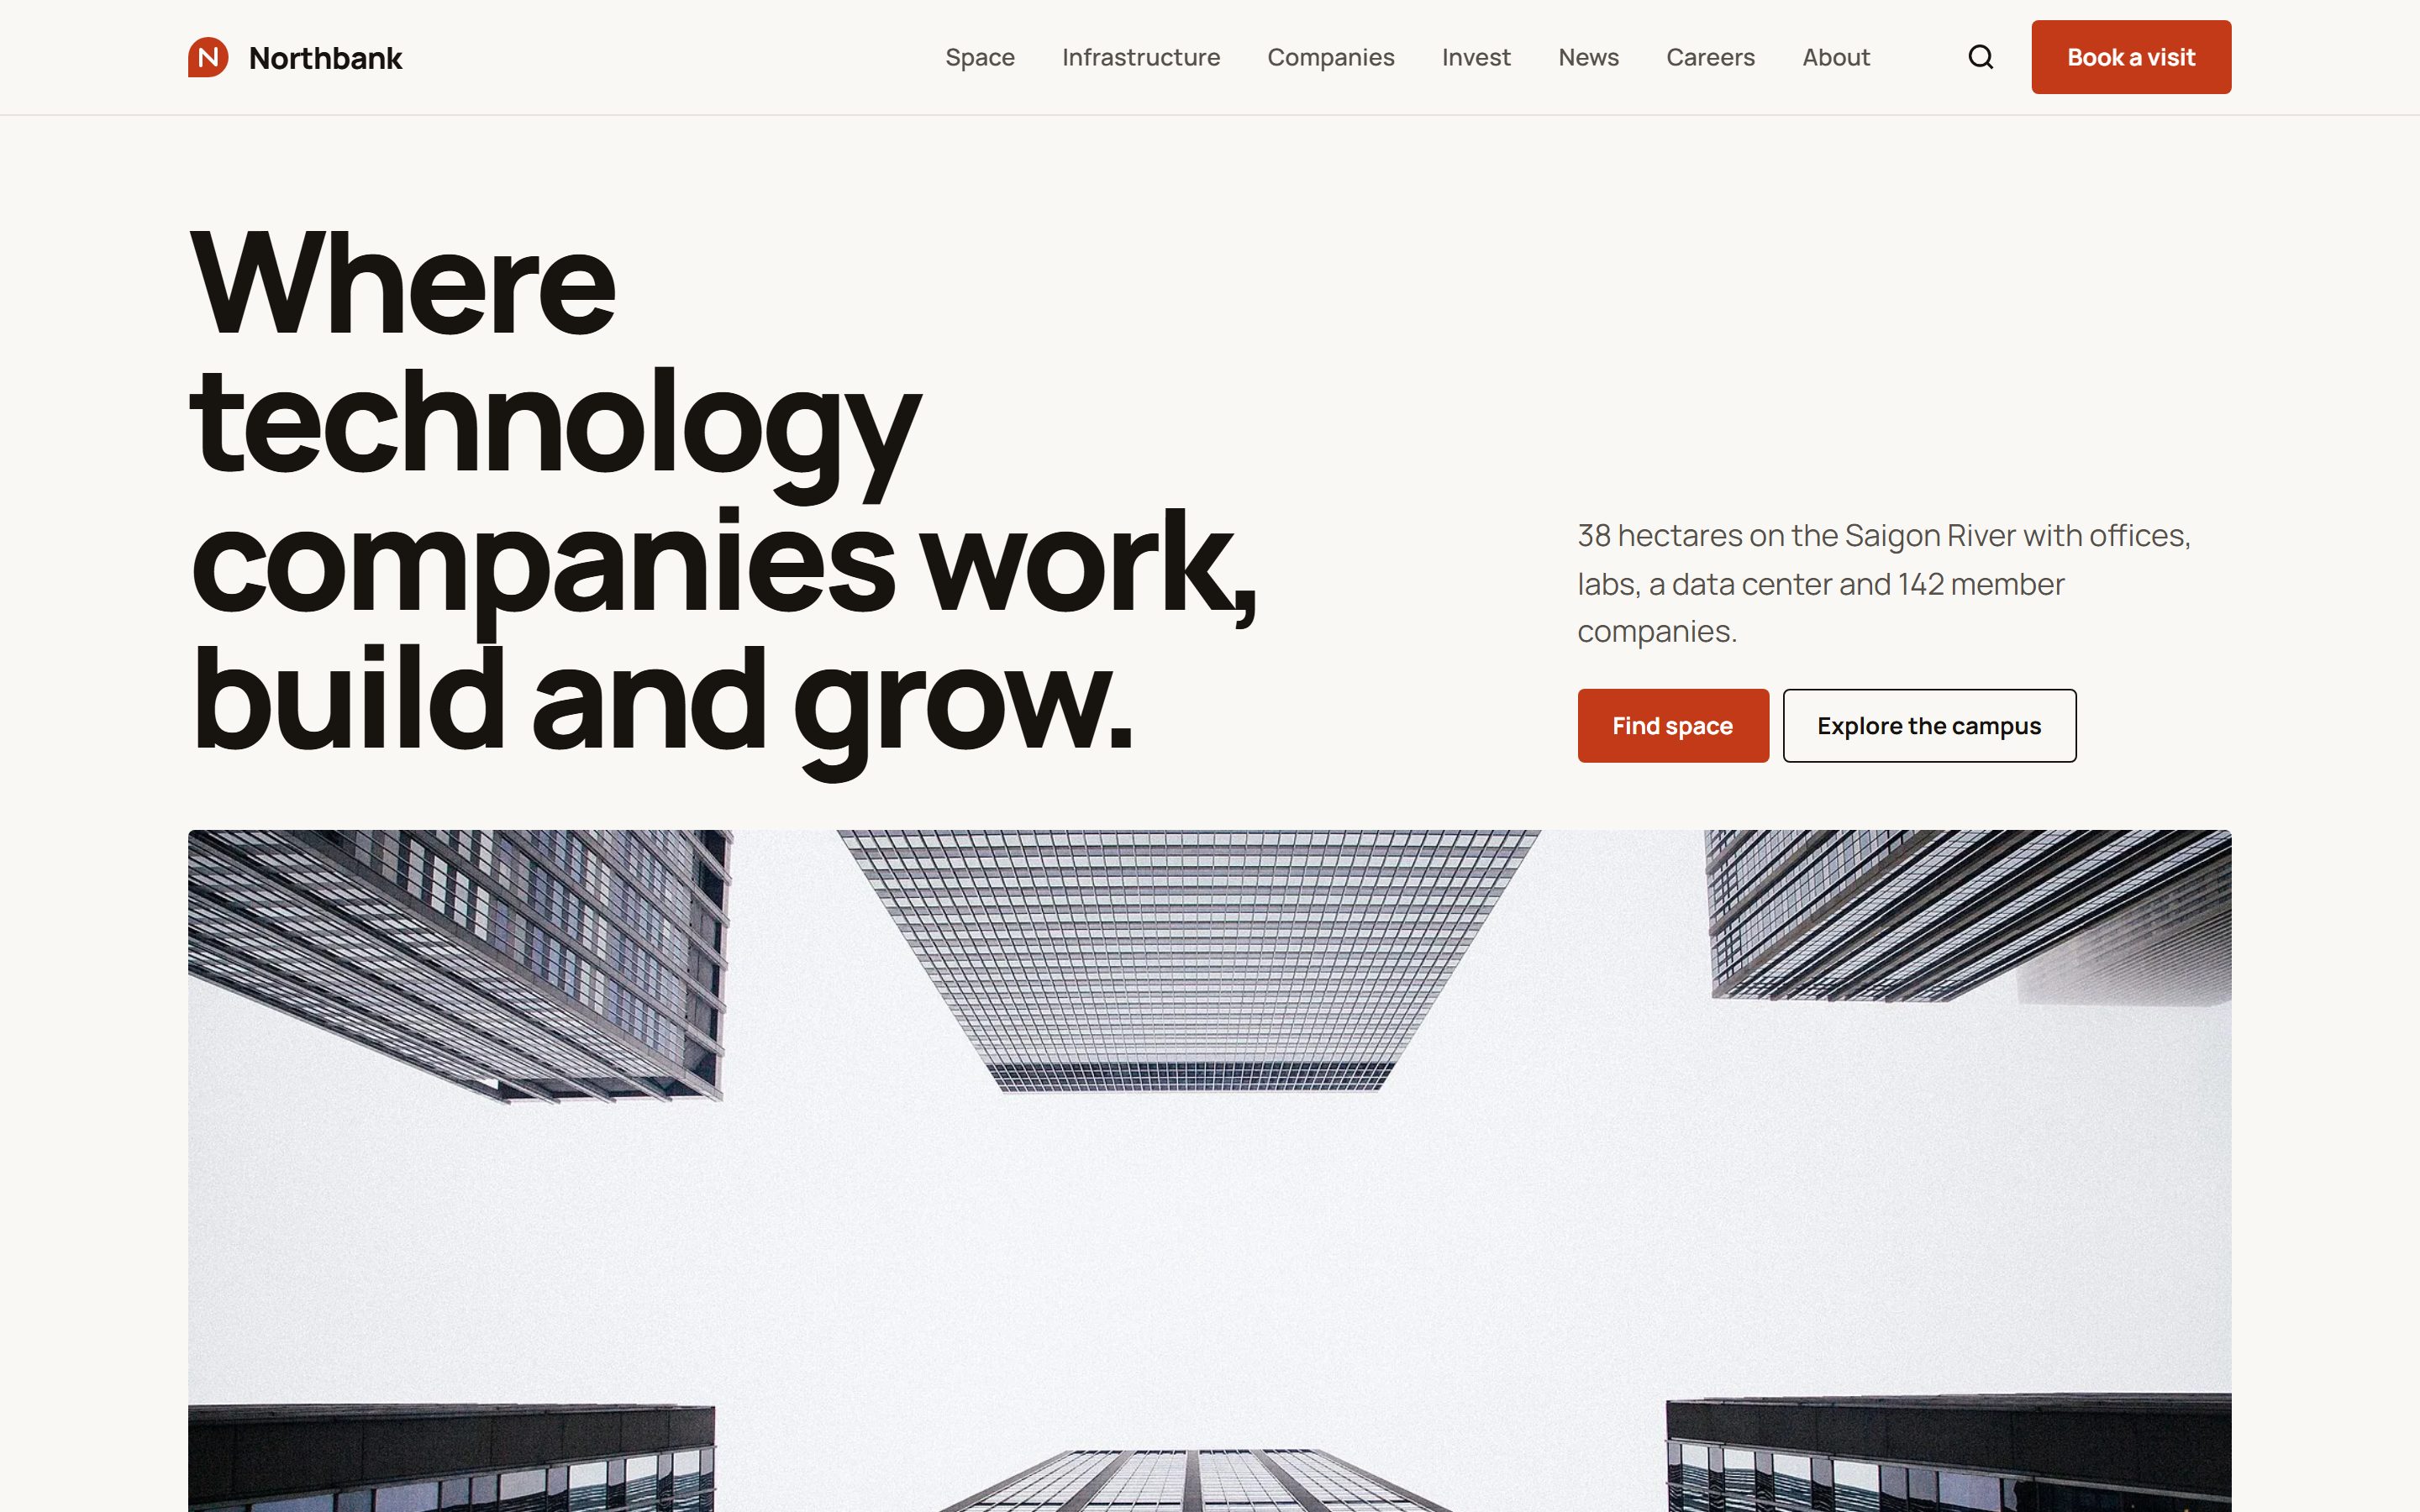 N Northbank
Space Infrastructure Companies Invest News Careers About Book a visit
Where
technology
companies work,
build and grow.
38 hectares on the Saigon River with offices,
labs, a data center and 142 member
companies.
Find space Explore the campus